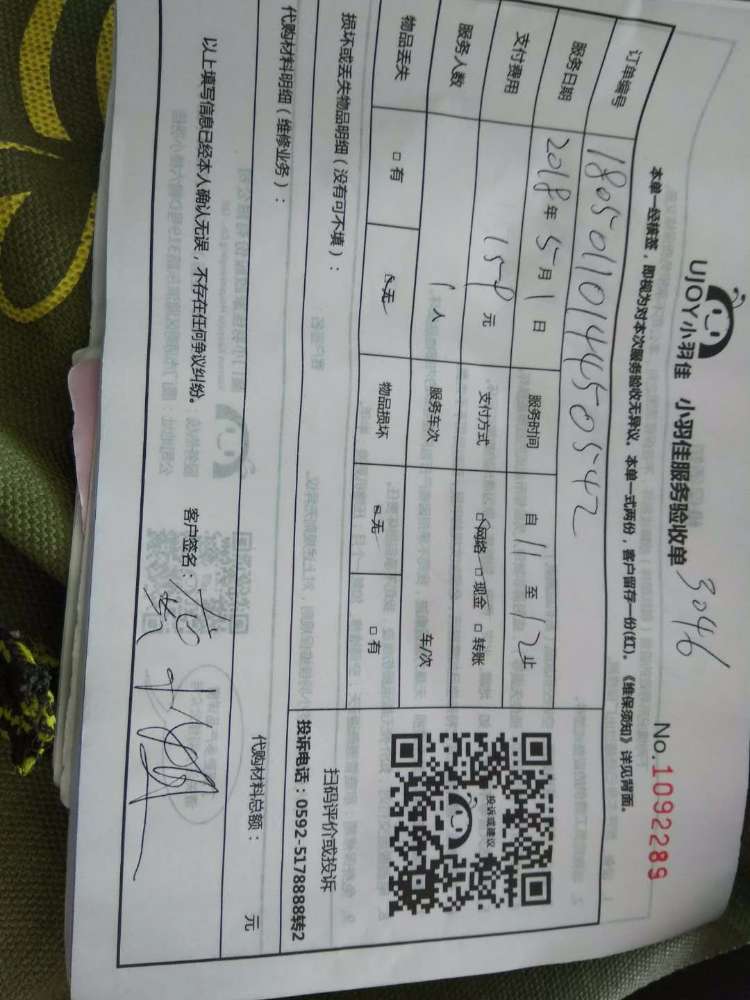 UJOY小羽佳 小羽佳服务验收单 3046
No.1092289
本单一经核签，即视为对本次服务验收无异议。本单一式两份，客户留存一份(红)。《维保须知》详见背面。
订单编号 1805011014450542
服务日期 2018年5月1日 服务时间 自11至12止
支付费用 元 支付方式 网络 □现金 □转账
服务人数 1人 服务车次 车/次
物品丢失 □有 无 物品损坏 无 □有
投诉或建议
扫码评价或投诉
投诉电话：0592-5178888转2
损坏或丢失物品明细（没有可不填）：
代购材料明细（维修业务）： 代购材料总额： 元
以上填写信息已经本人确认无误，不存在任何争议纠纷。 客户签名：